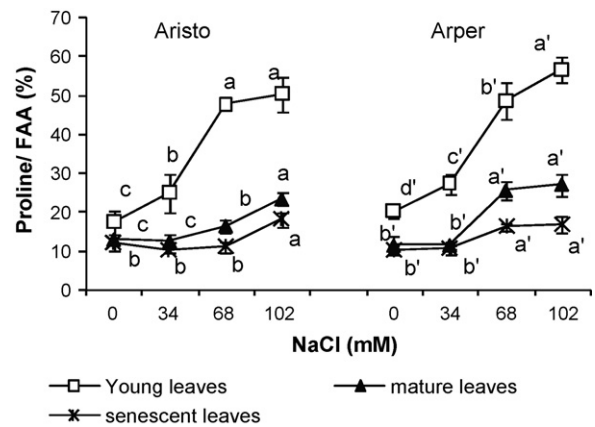 Aristo
Arper
Proline/ FAA (%)
70
60
50
40
30
20
10
0
c
b
a
a
c
c
b
a
b
b
b
a
d'
c'
b'
a'
b'
b'
a'
a'
b'
b'
a'
a'
0 34 68 102 0 34 68 102
NaCl (mM)
Young leaves mature leaves
senescent leaves